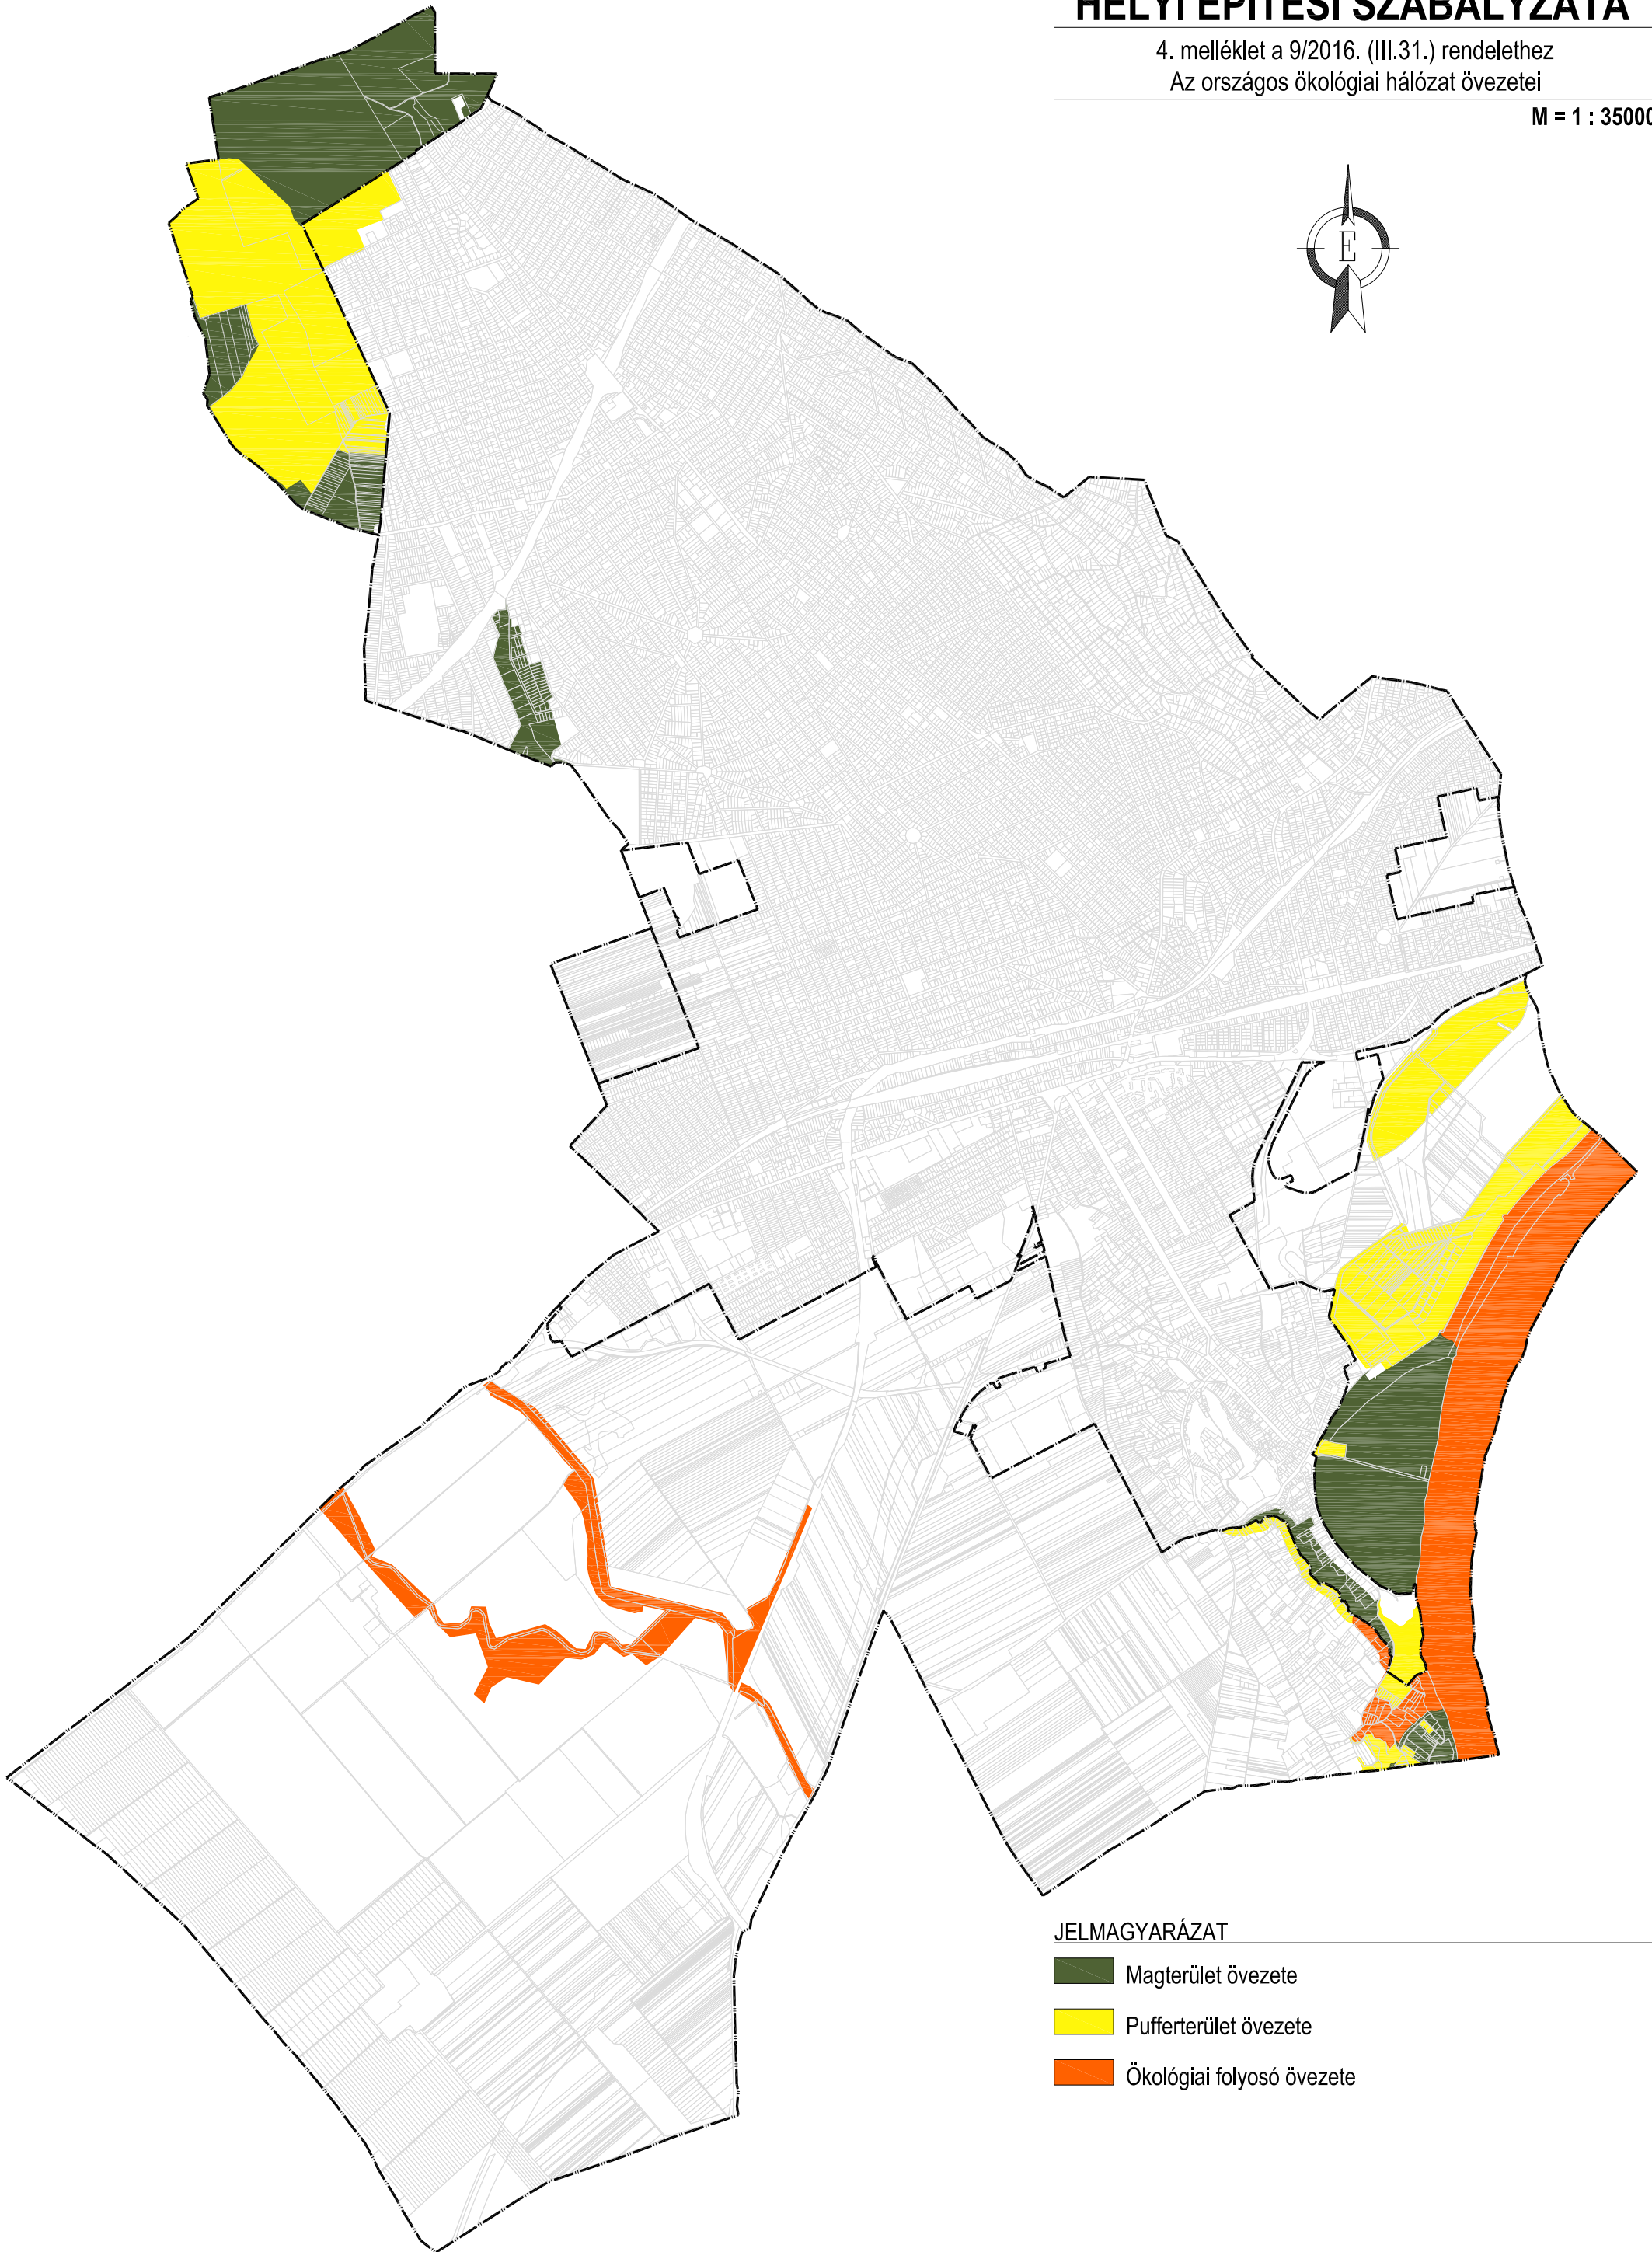 HELYI ÉPÍTÉSI SZABÁLYZATA
4. melléklet a 9/2016. (III.31.) rendelethez
Az országos ökológiai hálózat övezetei
M = 1 : 35000
É
JELMAGYARÁZAT
Magterület övezete
Pufferterület övezete
Ökológiai folyosó övezete